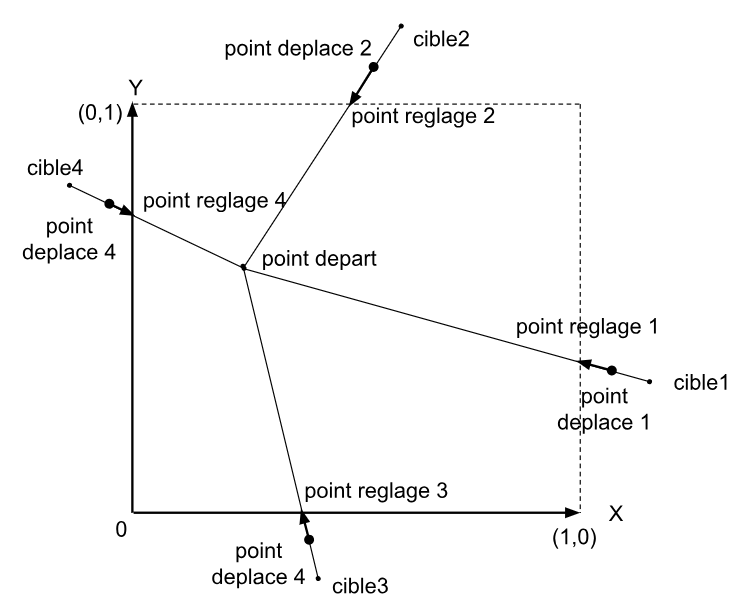 cible2
point deplace 2
Y
(0,1)
point reglage 2
cible4
point reglage 4
point
deplace 4
point depart
point reglage 1
cible1
point
deplace 1
point reglage 3
X
0
(1,0)
point
deplace 4
cible3